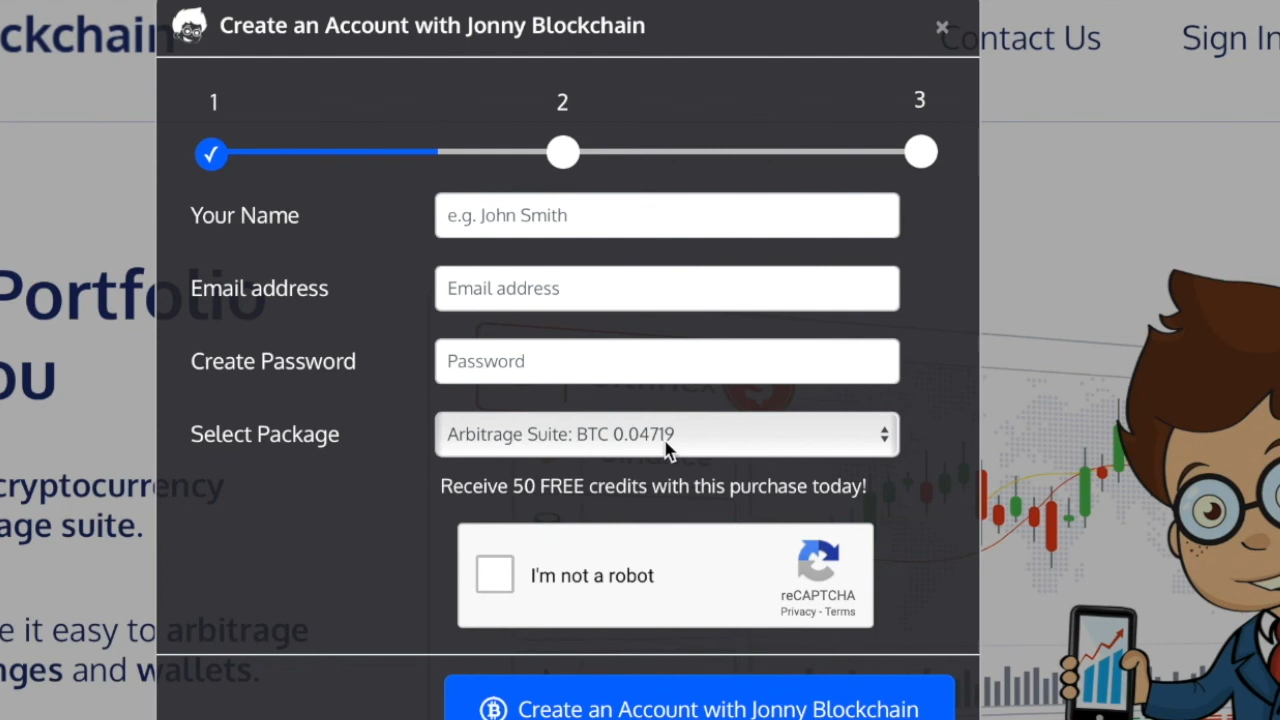 ckchain
Create an Account with Jonny Blockchain
×
Contact Us
Sign In
1
2
3
Your Name
e.g. John Smith
Portfolio
Email address
Email address
ou
Create Password
Password
Select Package
Arbitrage Suite: BTC 0.04719
cryptocurrency
Receive 50 FREE credits with this purchase today!
age suite.
I'm not a robot
reCAPTCHA
Privacy - Terms
e it easy to arbitrage
nges and wallets.
Create an Account with Jonny Blockchain